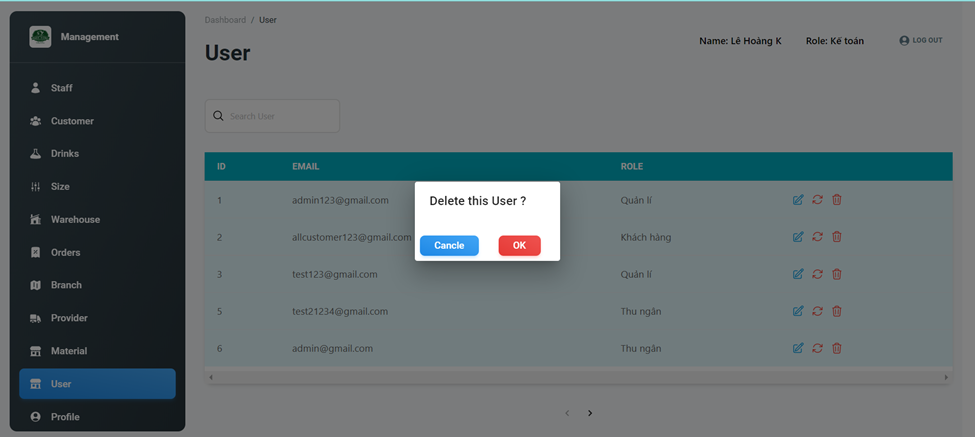 Management
Staff
Customer
Drinks
Size
Warehouse
Orders
Branch
Provider
Material
User
Profile
Dashboard / User
User
Name: Lê Hoàng K Role: Kế toán LOG OUT
Search User
ID EMAIL ROLE
1 admin123@gmail.com Quản lí
2 allcustomer123@gmail.com Khách hàng
3 test123@gmail.com Quản lí
5 test21234@gmail.com Thu ngân
6 admin@gmail.com Thu ngân
Delete this User ?
Cancle OK